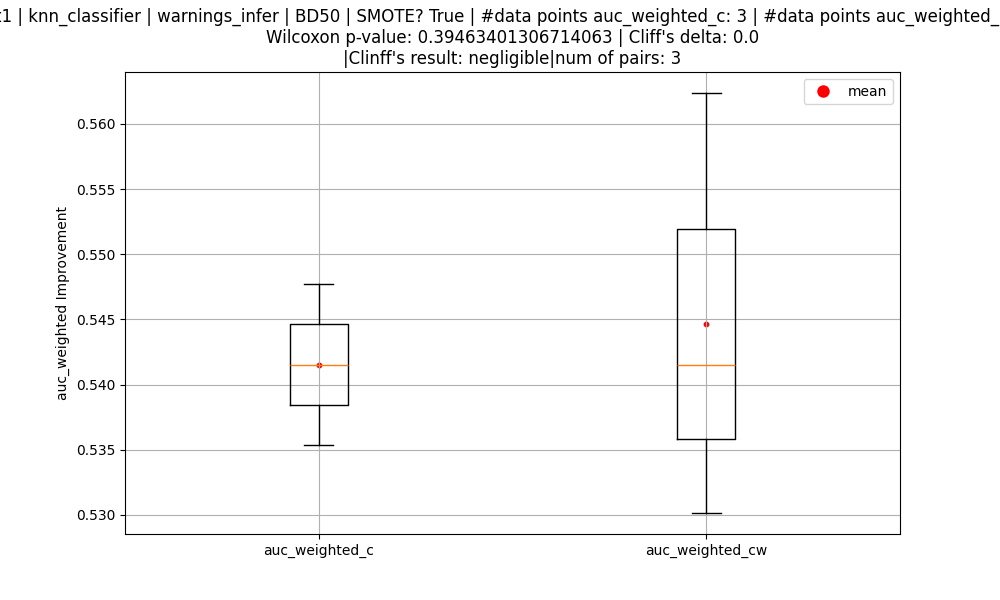 | knn_classifier | warnings_infer | BD50 | SMOTE? True | #data points auc_weighted_c: 3 | #data points auc_weighted_
Wilcoxon p-value: 0.39463401306714063 | Cliff's delta: 0.0
|Clinff's result: negligible|num of pairs: 3
mean
0.560
0.555
0.550
0.545
0.540
0.535
0.530
auc_weighted Improvement
auc_weighted_c
auc_weighted_cw